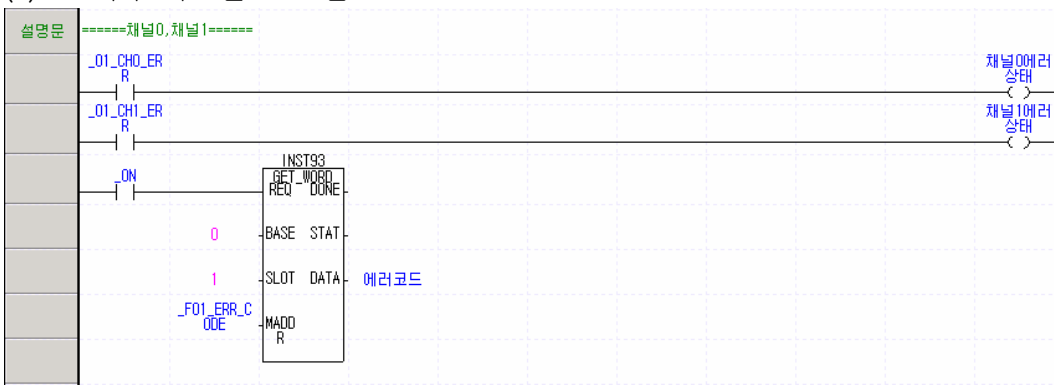 설명문 ======채널0,채널1======
_01_CH0_ER
R
채널0에러
상태
_01_CH1_ER
R
채널1에러
상태
INST93
_ON
GET_WORD
REQ DONE
0 BASE STAT
1 SLOT DATA 에러코드
_F01_ERR_C
ODE
MADD
R